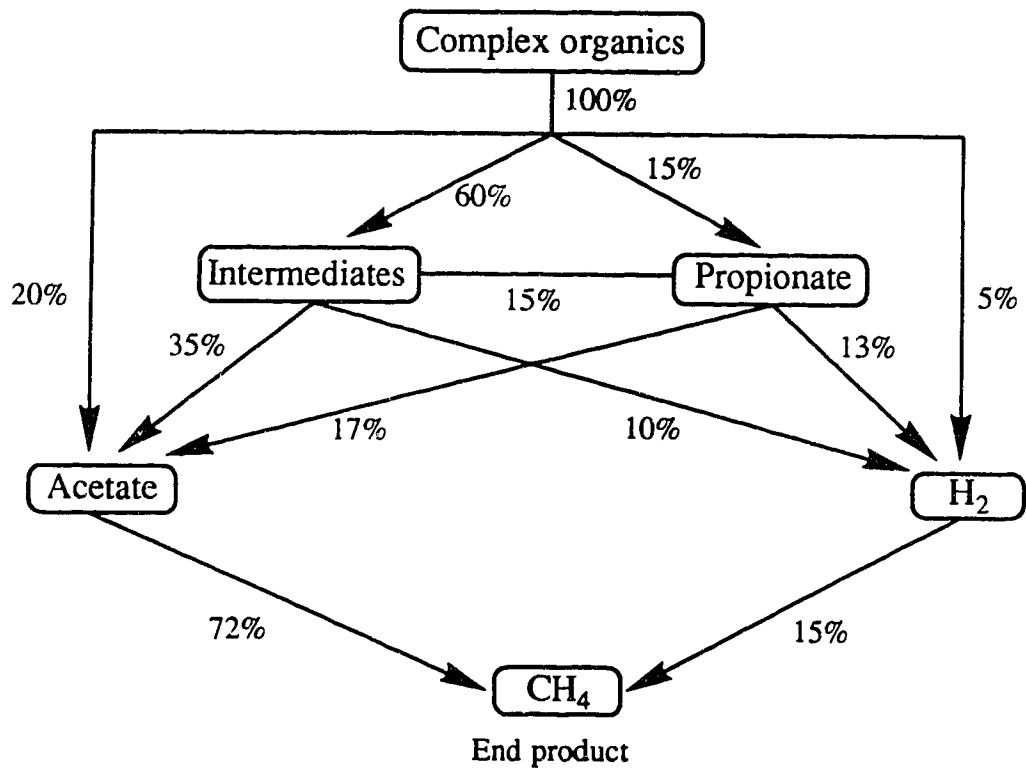 Complex organics
100%
60%
15%
Intermediates
Propionate
20%
15%
5%
35%
13%
17%
10%
Acetate
H₂
72%
15%
CH₄
End product